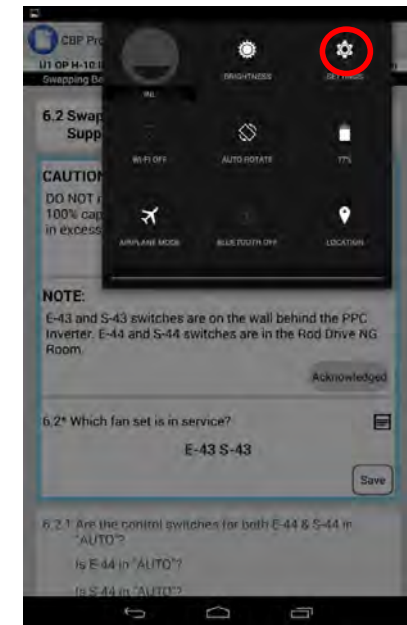 CBP Pro
U1 OP H-10
Swapping Be
BRIGHTNESS
SETTINGS
WI-FI OFF
AUTO ROTATE
17%
AIRPLANE MODE
BLUETOOTH OFF
LOCATION
6.2 Swap
Supp
CAUTION
DO NOT r
100% cap
in excess
NOTE:
E-43 and S-43 switches are on the wall behind the PPC
Inverter. E-44 and S-44 switches are in the Rod Drive NG
Room.
Acknowledged
6.2* Which fan set is in service?
E-43 S-43
Save
6.2.1 Are the control switches for both E-44 & S-44 in
"AUTO"?
Is E-44 in "AUTO"?
Is S-44 in "AUTO"?